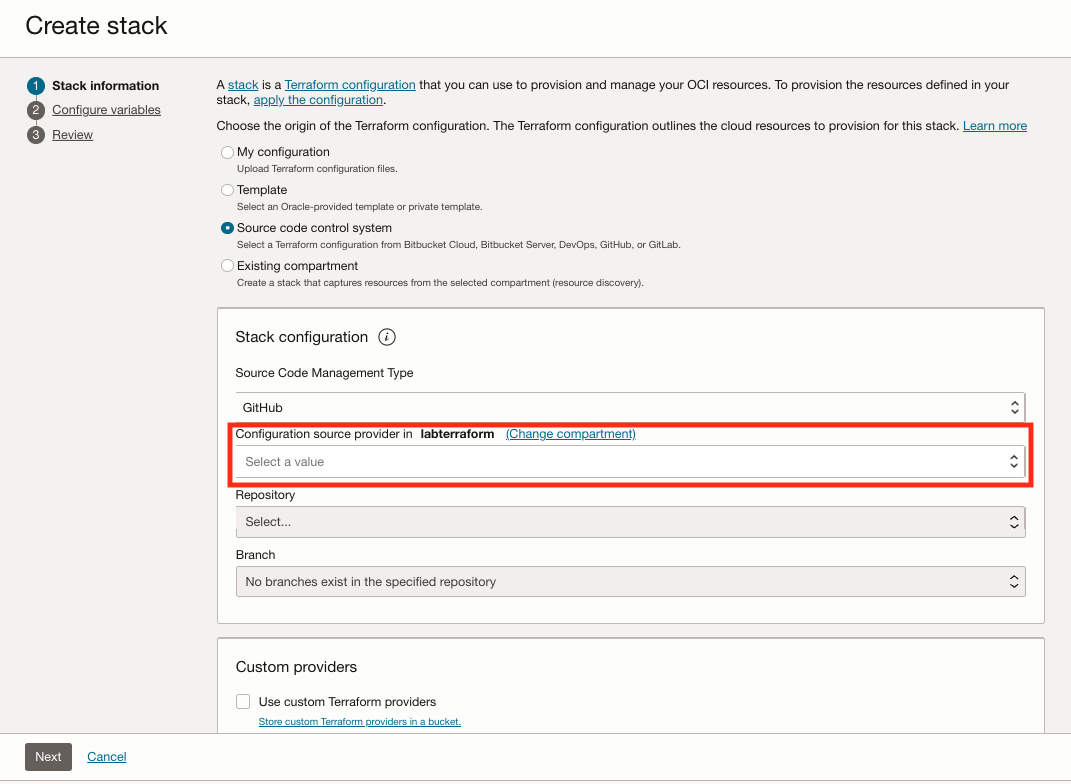 Create stack
1 Stack information
2 Configure variables
3 Review
A stack is a Terraform configuration that you can use to provision and manage your OCI resources. To provision the resources defined in your
stack, apply the configuration.
Choose the origin of the Terraform configuration. The Terraform configuration outlines the cloud resources to provision for this stack. Learn more
My configuration
Upload Terraform configuration files.
Template
Select an Oracle-provided template or private template.
Source code control system
Select a Terraform configuration from Bitbucket Cloud, Bitbucket Server, DevOps, GitHub, or GitLab.
Existing compartment
Create a stack that captures resources from the selected compartment (resource discovery).
Stack configuration i
Source Code Management Type
GitHub
Configuration source provider in labterraform (Change compartment)
Select a value
Repository
Select...
Branch
No branches exist in the specified repository
Custom providers
Use custom Terraform providers
Store custom Terraform providers in a bucket.
Next Cancel